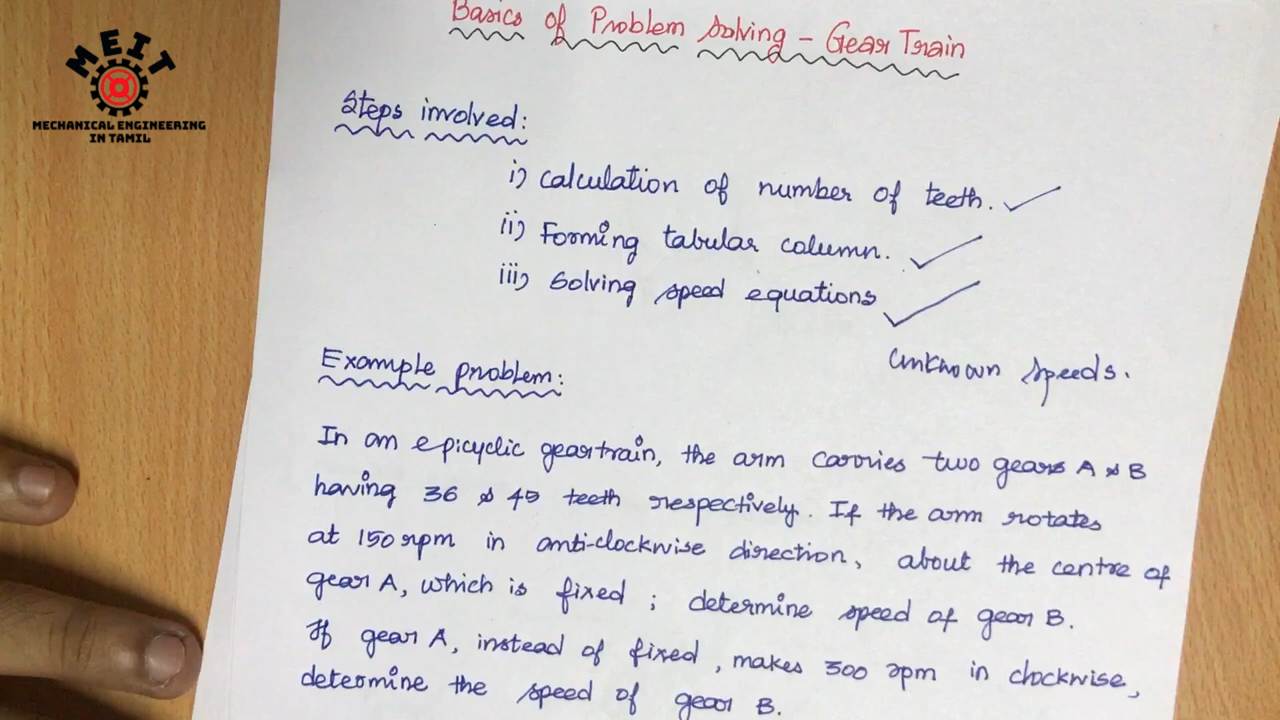 MEIT
MECHANICAL ENGINEERING
IN TAMIL
Basics of Problem Solving - Gear Train
Steps involved:
i) Calculation of number of teeth.
ii) Forming tabular column.
iii) Solving speed equations
unknown speeds.
Example problem:
In an epicyclic geartrain, the arm carries two gears A & B
having 36 & 45 teeth respectively. If the arm rotates
at 150 rpm in anti-clockwise direction, about the centre of
gear A, which is fixed; determine speed of gear B.
If gear A, instead of fixed, makes 300 rpm in clockwise,
determine the speed of gear B.